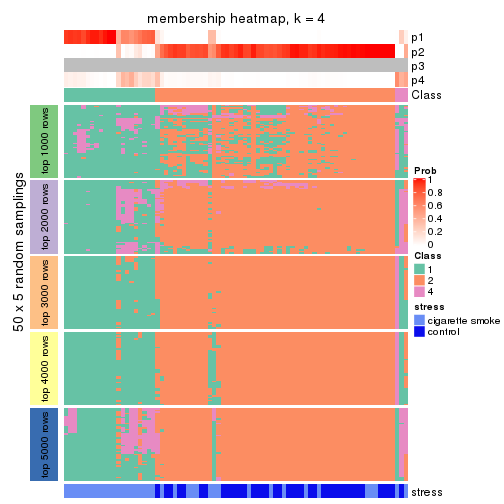 membership heatmap, k = 4
p1
p2
p3
p4
Class
50 x 5 random samplings
top 1000 rows
top 2000 rows
top 3000 rows
top 4000 rows
top 5000 rows
stress
Prob
1
0.8
0.6
0.4
0.2
0
Class
1
2
4
stress
cigarette smoke
control